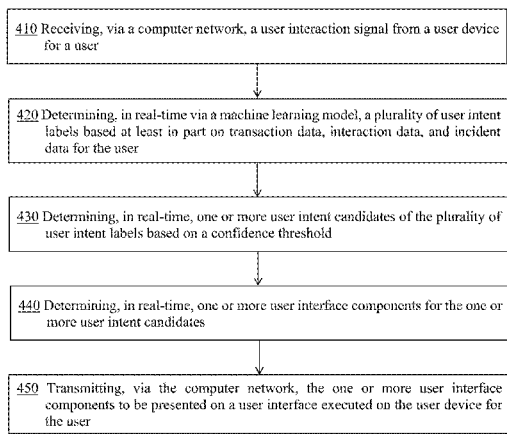 410 Receiving, via a computer network, a user interaction signal from a user device
for a user
420 Determining, in real-time via a machine learning model, a plurality of user intent
labels based at least in part on transaction data, interaction data, and incident
data for the user
430 Determining, in real-time, one or more user intent candidates of the plurality of
user intent labels based on a confidence threshold
440 Determining, in real-time, one or more user interface components for the one or
more user intent candidates
450 Transmitting, via the computer network, the one or more user interface
components to be presented on a user interface executed on the user device for
the user